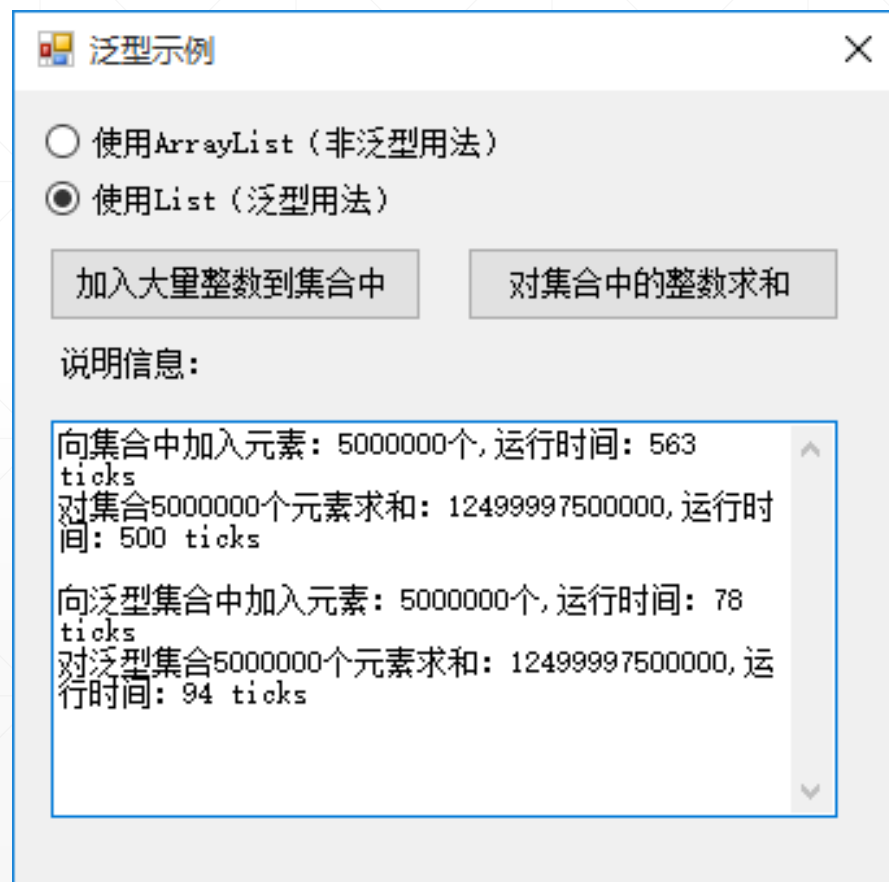 泛型示例
使用ArrayList（非泛型用法）
使用List（泛型用法）
加入大量整数到集合中
对集合中的整数求和
说明信息：
向集合中加入元素：5000000个,运行时间：563
ticks
对集合5000000个元素求和：12499997500000,运行时
间：500 ticks
向泛型集合中加入元素：5000000个,运行时间：78
ticks
对泛型集合5000000个元素求和：12499997500000,运
行时间：94 ticks